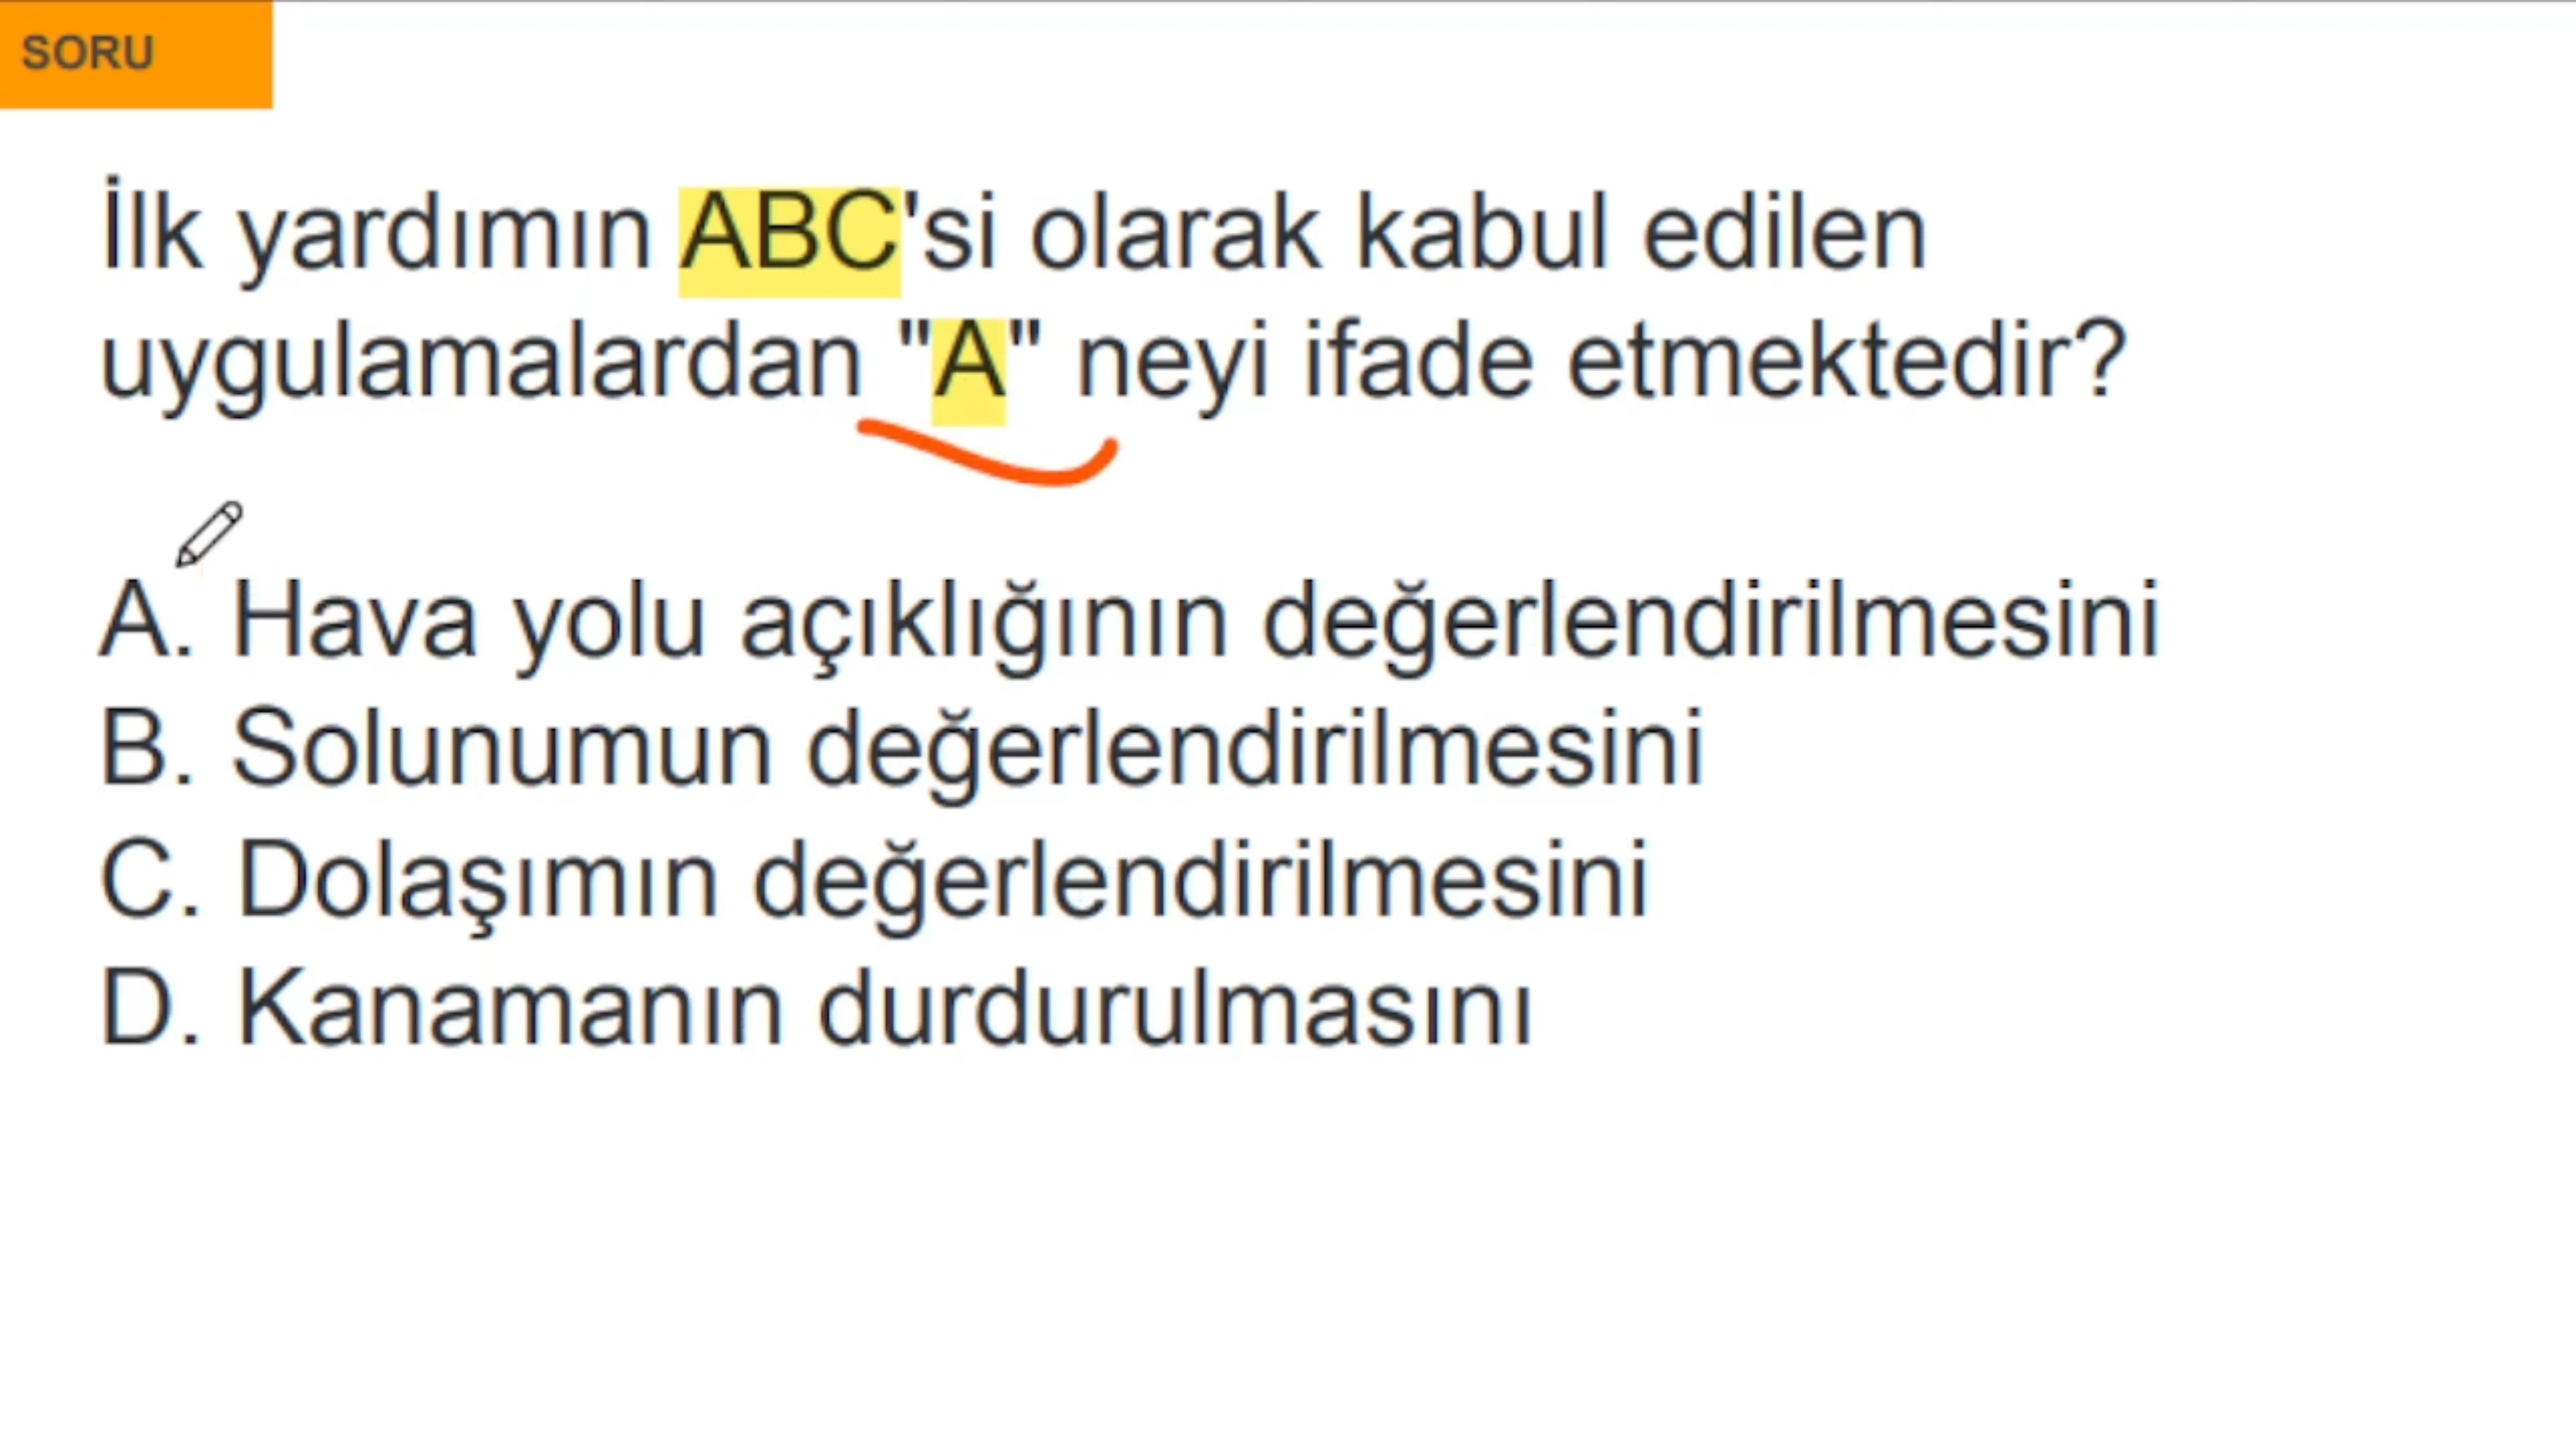 SORU
İlk yardımın ABC'si olarak kabul edilen
uygulamalardan "A" neyi ifade etmektedir?
A. Hava yolu açıklığının değerlendirilmesini
B. Solunumun değerlendirilmesini
C. Dolaşımın değerlendirilmesini
D. Kanamanın durdurulmasını